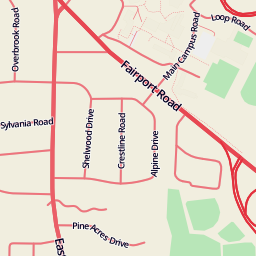 Overbrook Road
Loop Road
Main Campus Road
Fairport Road
Sylvania Road
Shelwood Drive
Crestline Road
Alpine Drive
Pine Acres Drive
East